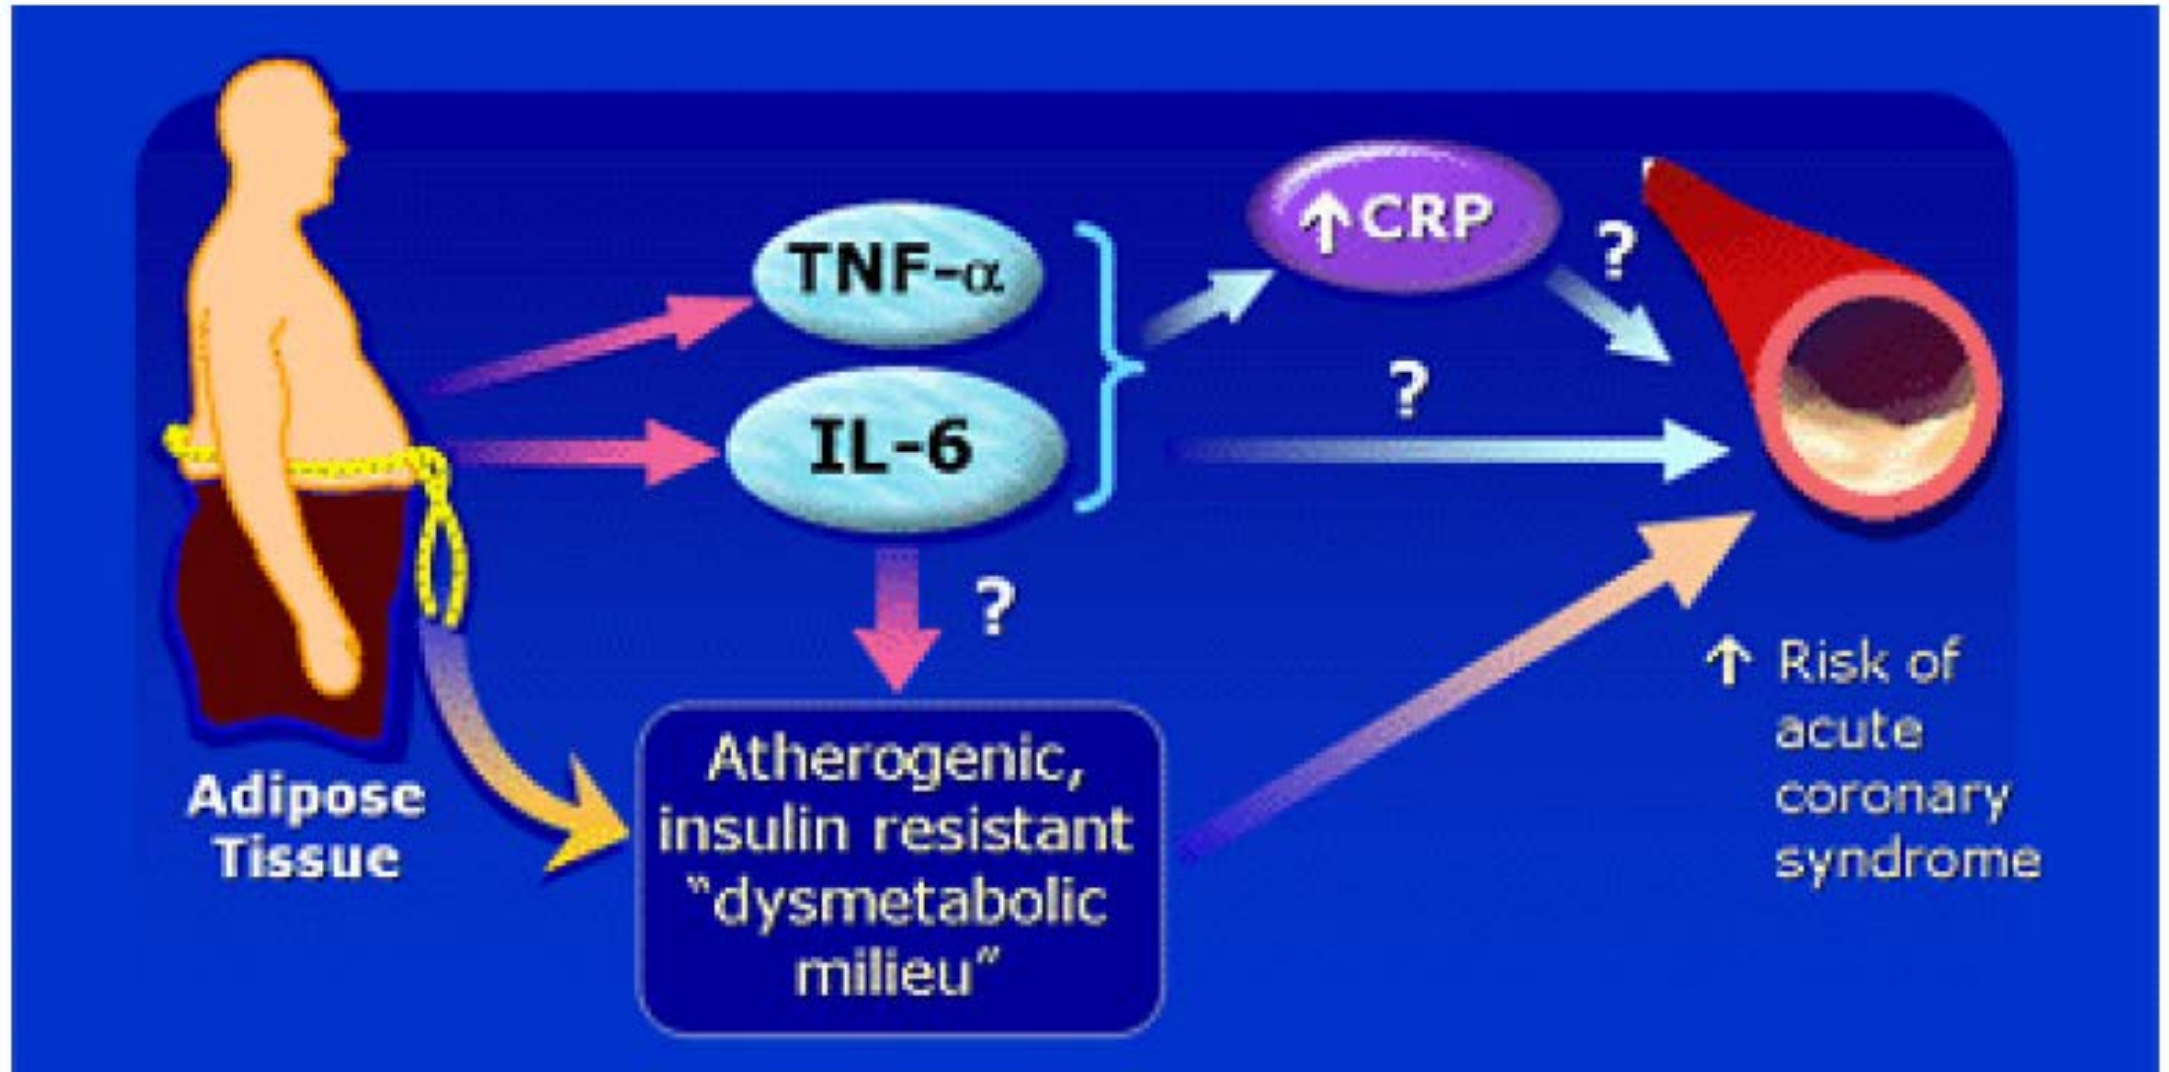 TNF-α
IL-6
↑CRP
?
?
?
Adipose
Tissue
Atherogenic,
insulin resistant
“dysmetabolic
milieu”
↑ Risk of
acute
coronary
syndrome